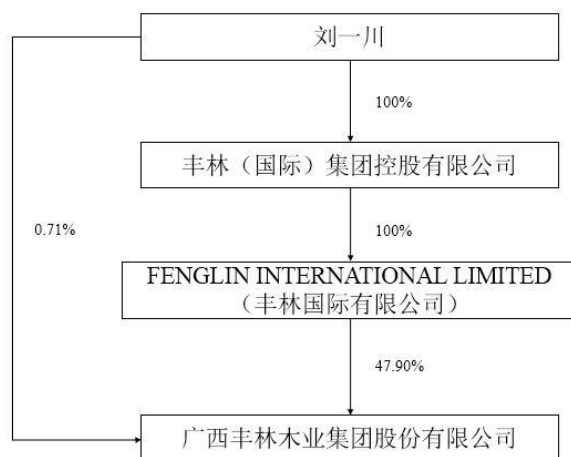 刘一川
100%
丰林（国际）集团控股有限公司
0.71%
100%
FENGLIN INTERNATIONAL LIMITED
（丰林国际有限公司）
47.90%
广西丰林木业集团股份有限公司